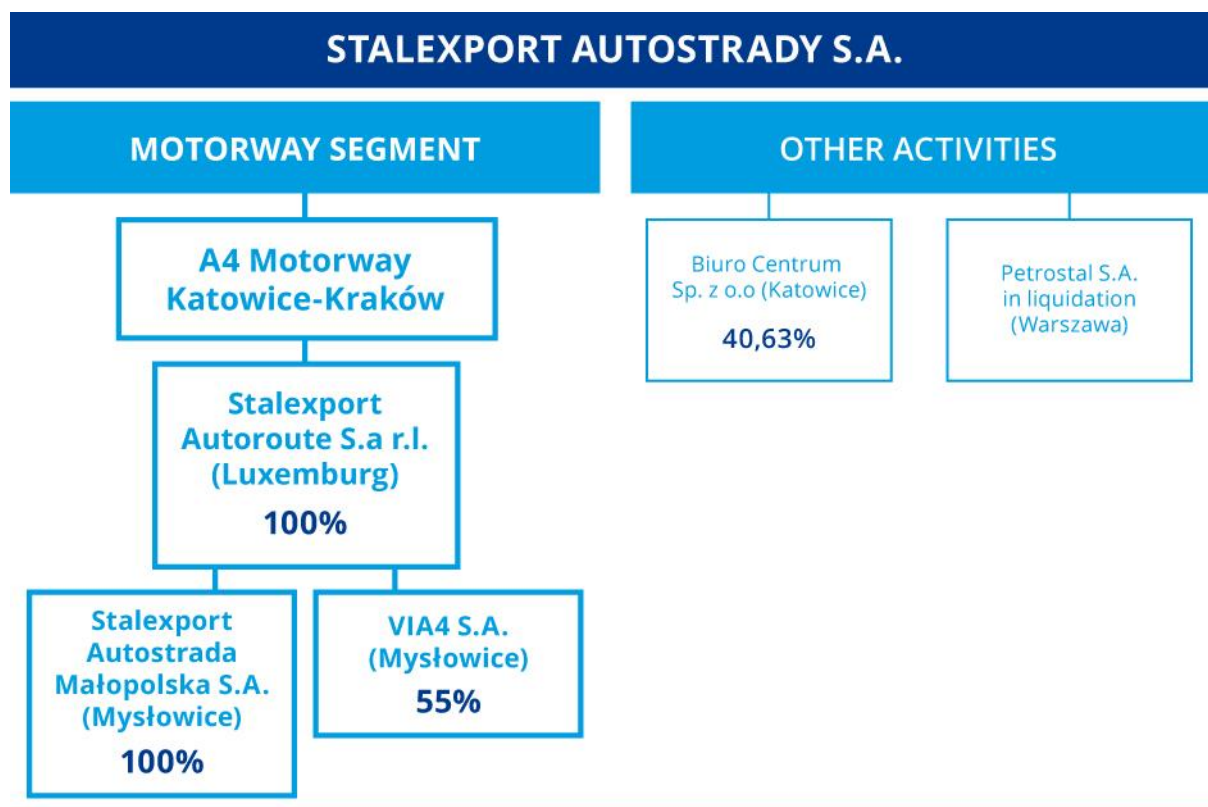 STALEXPORT AUTOSTRADY S.A.
MOTORWAY SEGMENT
A4 Motorway
Katowice-Kraków
Stalexport
Autoroute S.a r.l.
(Luxemburg)
100%
Stalexport
Autostrada
Małopolska S.A.
(Mysłowice)
100%
VIA4 S.A.
(Mysłowice)
55%
OTHER ACTIVITIES
Biuro Centrum
Sp. z o.o (Katowice)
40,63%
Petrostal S.A.
in liquidation
(Warszawa)